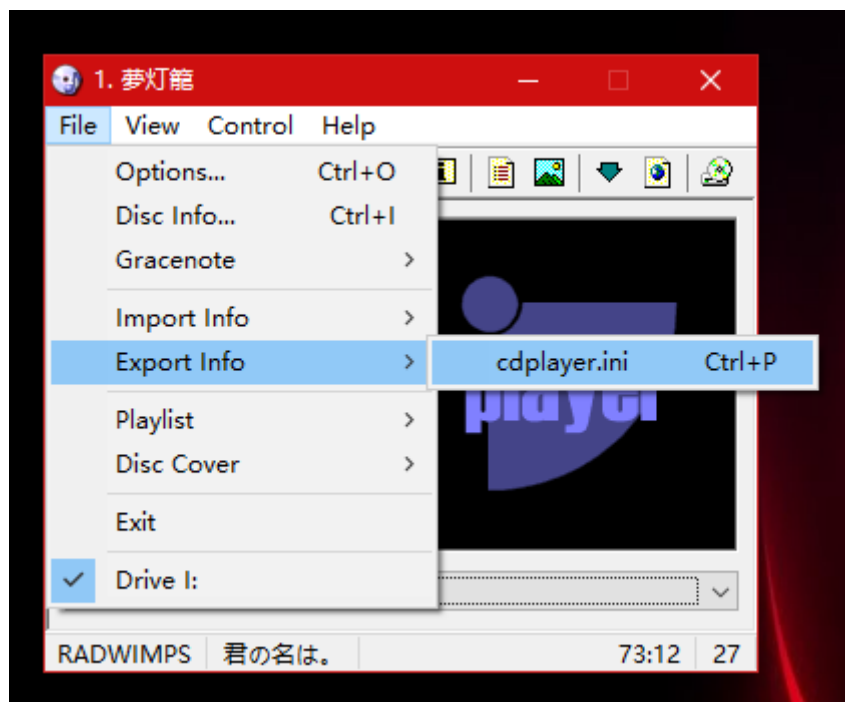 1. 夢灯籠
File View Control Help
Options... Ctrl+O
Disc Info... Ctrl+I
Gracenote
Import Info
Export Info
cdplayer.ini Ctrl+P
player
Playlist
Disc Cover
Exit
Drive I:
RADWIMPS 君の名は。 73:12 27